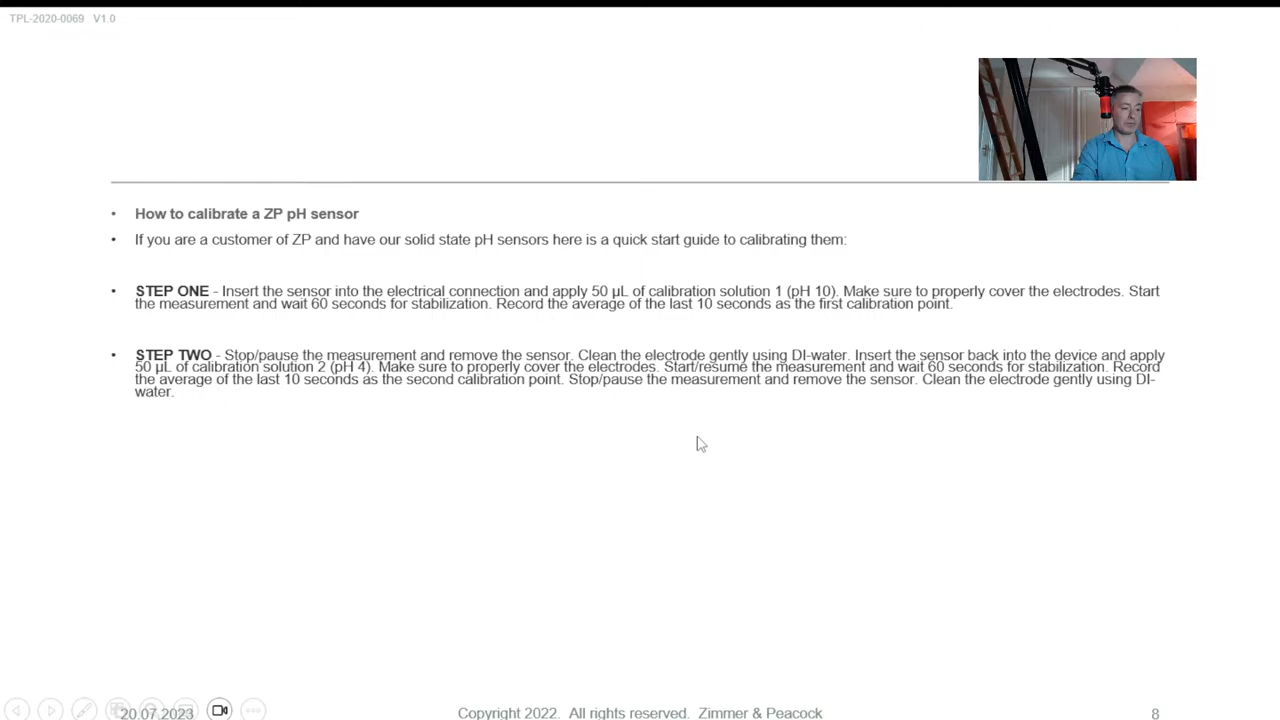 TPL-2020-0069 V1.0
• How to calibrate a ZP pH sensor
• If you are a customer of ZP and have our solid state pH sensors here is a quick start guide to calibrating them:
• STEP ONE - Insert the sensor into the electrical connection and apply 50 µL of calibration solution 1 (pH 10). Make sure to properly cover the electrodes. Start
the measurement and wait 60 seconds for stabilization. Record the average of the last 10 seconds as the first calibration point.
• STEP TWO - Stop/pause the measurement and remove the sensor. Clean the electrode gently using DI-water. Insert the sensor back into the device and apply
50 µL of calibration solution 2 (pH 4). Make sure to properly cover the electrodes. Start/resume the measurement and wait 60 seconds for stabilization. Record
the average of the last 10 seconds as the second calibration point. Stop/pause the measurement and remove the sensor. Clean the electrode gently using DI-
water.
20.07.2023
Copyright 2022. All rights reserved. Zimmer & Peacock
8